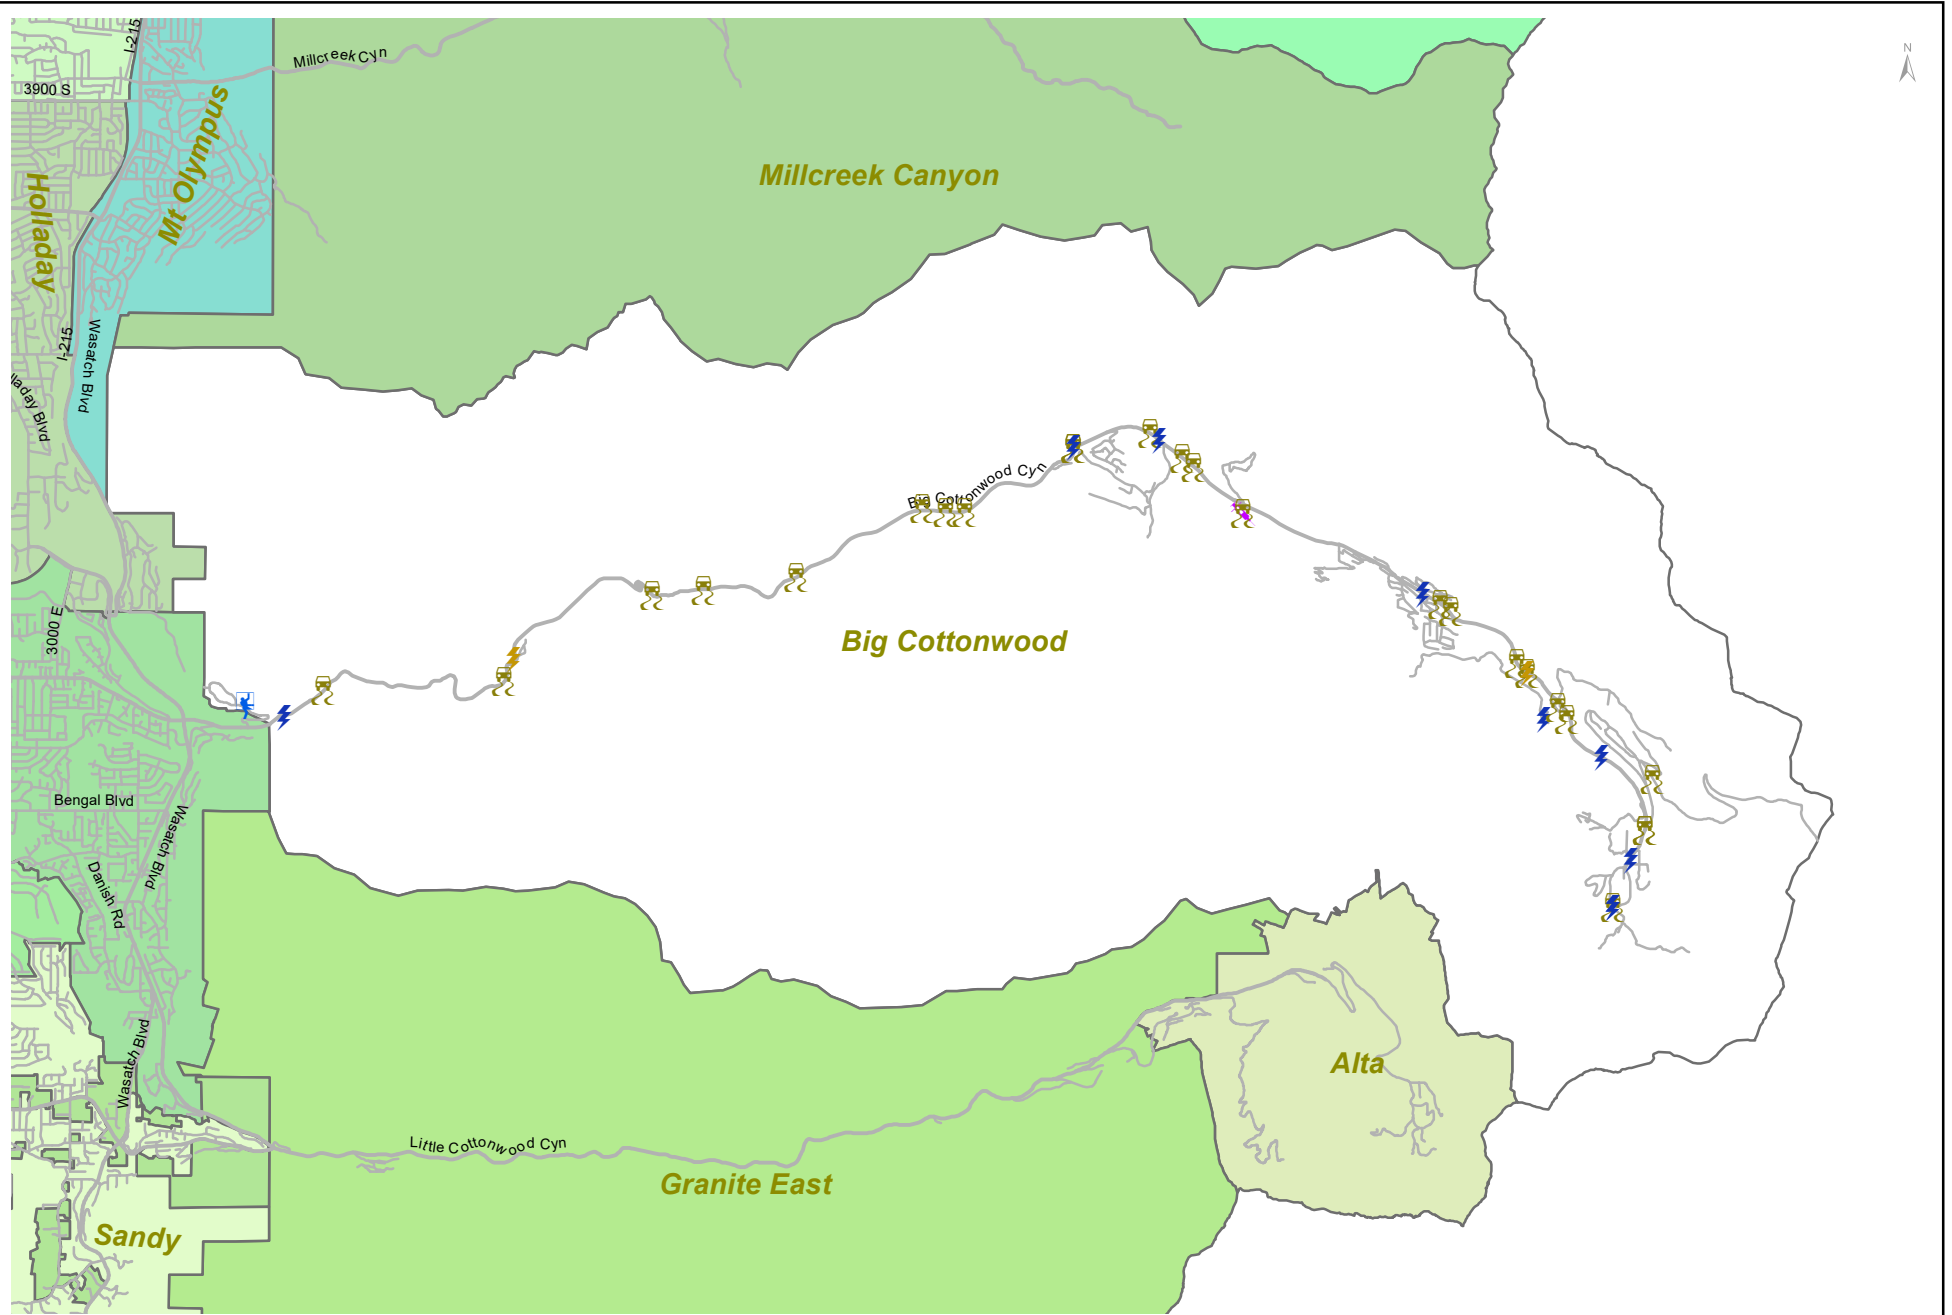 I-215
Millcreek Cyn
N
3900 S
Mt Olympus
Millcreek Canyon
Holladay
I-215
Wasatch Blvd
lladay Blvd
Big Cottonwood Cyn
3000 E
Big Cottonwood
Bengal Blvd
Wasatch Blvd
Danish Rd
Wasatch Blvd
Alta
Little Cottonwood Cyn
Granite East
Sandy